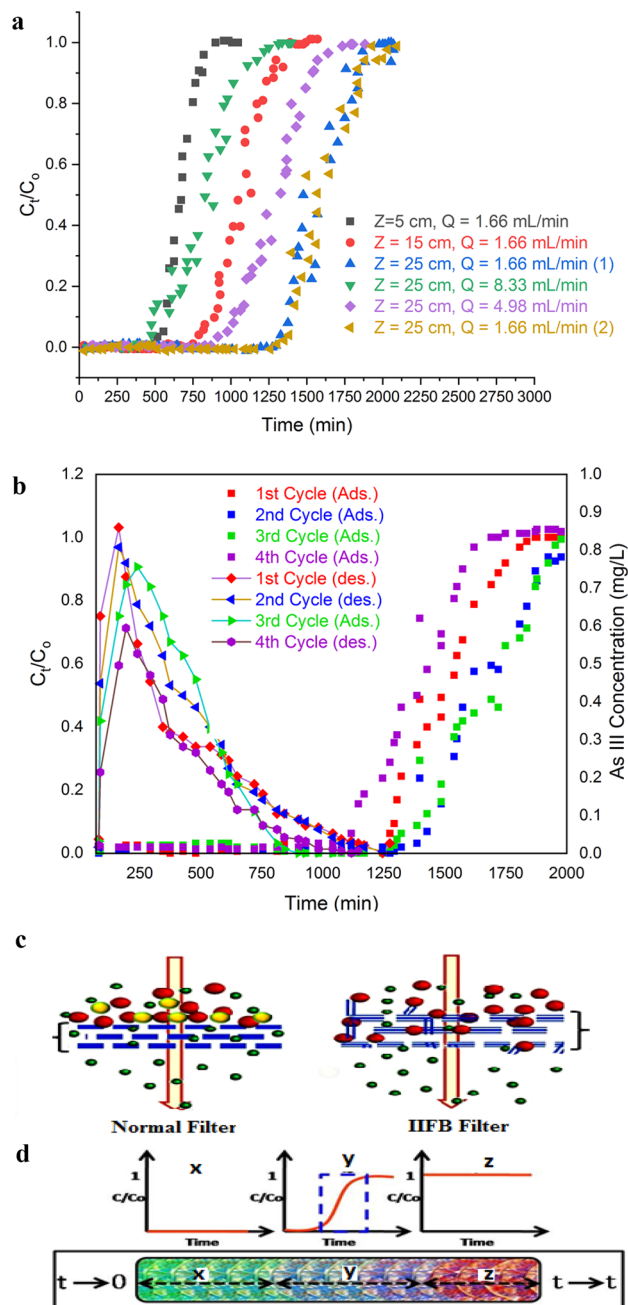 a
1.0
0.8
0.6
0.4
0.2
0.0
Ct/Co
Z=5 cm, Q = 1.66 mL/min
Z = 15 cm, Q = 1.66 mL/min
Z = 25 cm, Q = 1.66 mL/min (1)
Z = 25 cm, Q = 8.33 mL/min
Z = 25 cm, Q = 4.98 mL/min
Z = 25 cm, Q = 1.66 mL/min (2)
0 250 500 750 1000 1250 1500 1750 2000 2250 2500 2750 3000
Time (min)
b
1.2
1.0
0.8
0.6
0.4
0.2
0.0
Ct/Co
1st Cycle (Ads.)
2nd Cycle (Ads.)
3rd Cycle (Ads.)
4th Cycle (Ads.)
1st Cycle (des.)
2nd Cycle (des.)
3rd Cycle (Ads.)
4th Cycle (des.)
1.0
0.9
0.8
0.7
0.6
0.5
0.4
0.3
0.2
0.1
0.0
As III Concentration (mg/L)
250 500 750 1000 1250 1500 1750 2000
Time (min)
c
Normal Filter IIFB Filter
d
x y z
1 1 1
C/Co C/Co C/Co
Time Time Time
t → 0 x y z t → t